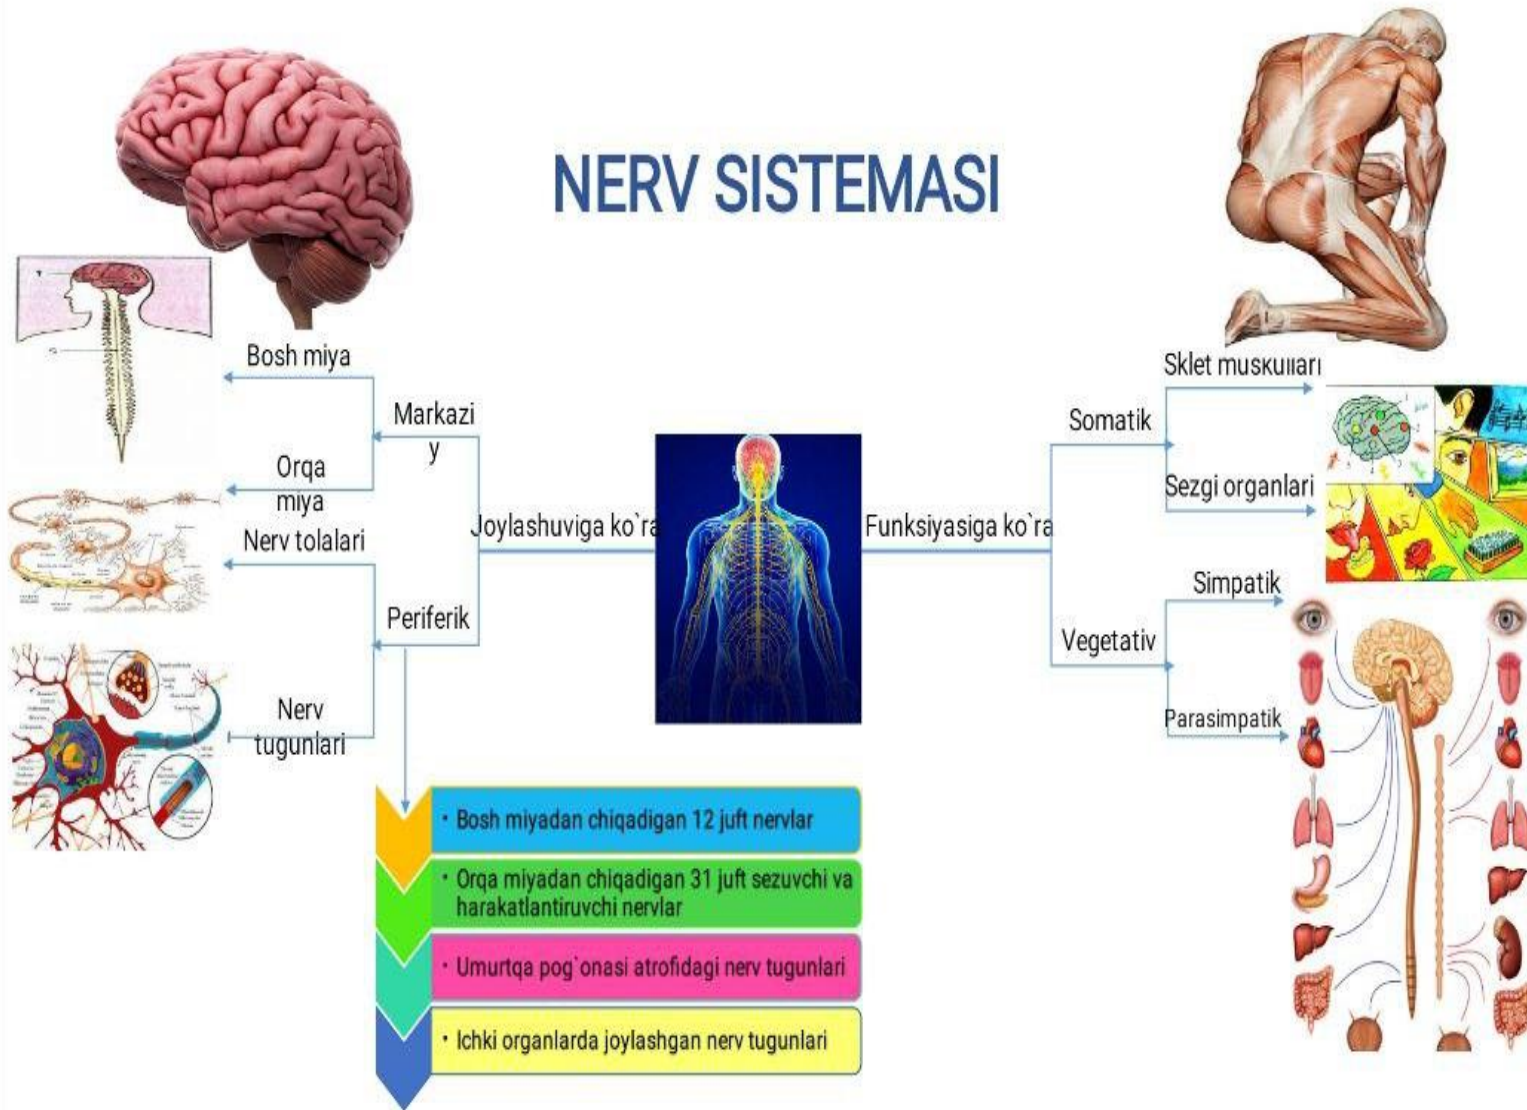 NERV SISTEMASI
Bosh miya
Markazi
y
Orqa
miya
Nerv tolalari
Joylashuviga ko`ra
Periferik
Nerv
tugunlari
Funksiyasiga ko`ra
Somatik
Sklet muskullari
Sezgi organlari
Vegetativ
Simpatik
Parasimpatik
• Bosh miyadan chiqadigan 12 juft nervlar
• Orqa miyadan chiqadigan 31 juft sezuvchi va
harakatlantiruvchi nervlar
• Umurtqa pog`onasi atrofidagi nerv tugunlari
• Ichki organlarda joylashgan nerv tugunlari